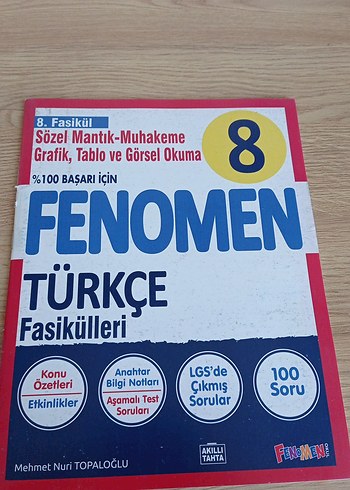 8. Fasikül
Sözel Mantık-Muhakeme
Grafik, Tablo ve Görsel Okuma
8
%100 BAŞARI İÇİN
FENOMEN
TÜRKÇE
Fasikülleri
Konu
Özetleri
Etkinlikler
Anahtar
Bilgi Notları
Aşamalı Test
Soruları
LGS'de
Çıkmış
Sorular
100
Soru
Mehmet Nuri TOPALOĞLU
AKILLI
TAHTA
FENOMEN